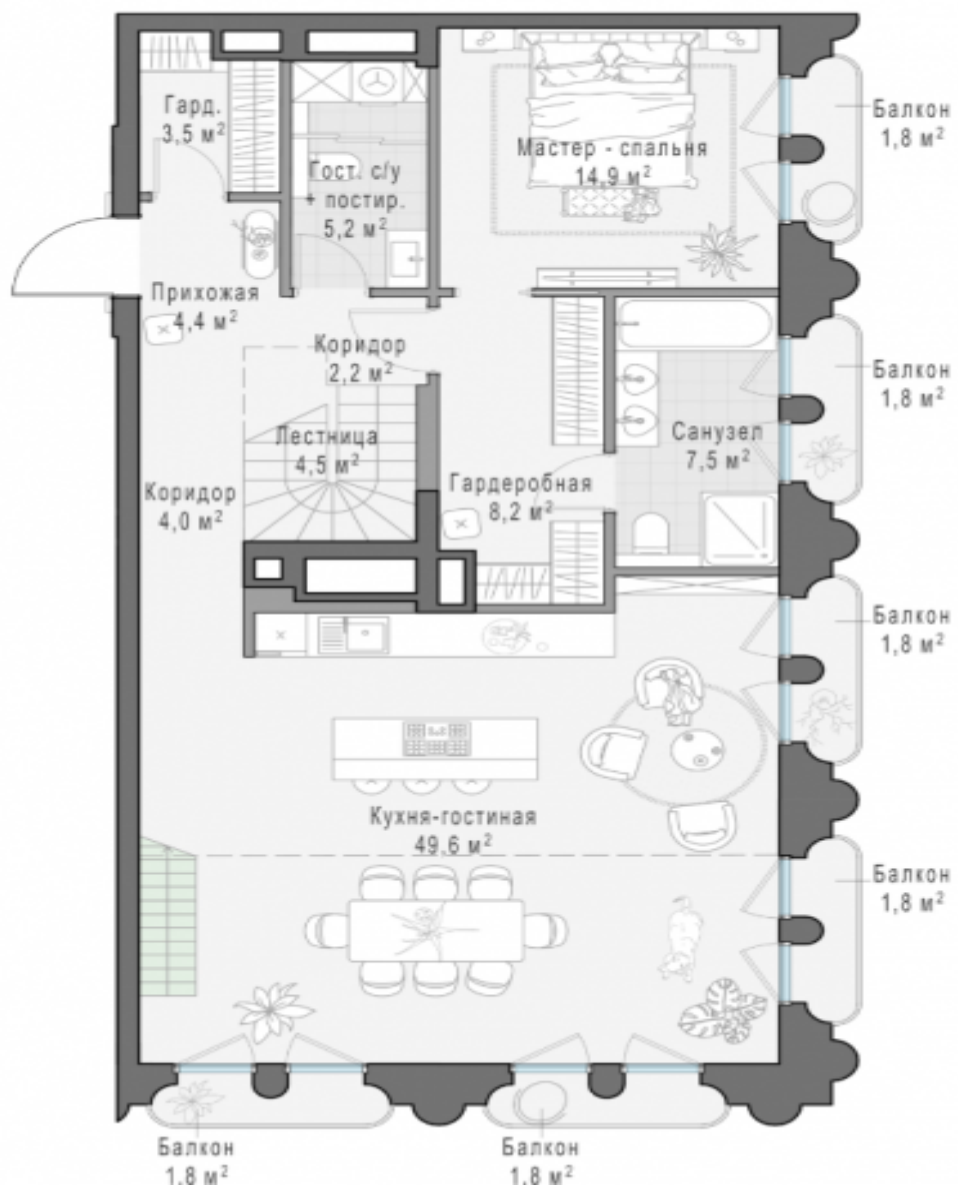 Гард.
3,5 м²
Гост. с/у
+ постир.
5,2 м²
Мастер - спальня
14,9 м²
Балкон
1,8 м²
Прихожая
4,4 м²
Коридор
2,2 м²
Балкон
1,8 м²
Лестница
4,5 м²
Санузел
7,5 м²
Коридор
4,0 м²
Гардеробная
8,2 м²
Балкон
1,8 м²
Кухня-гостиная
49,6 м²
Балкон
1,8 м²
Балкон
1,8 м²
Балкон
1,8 м²